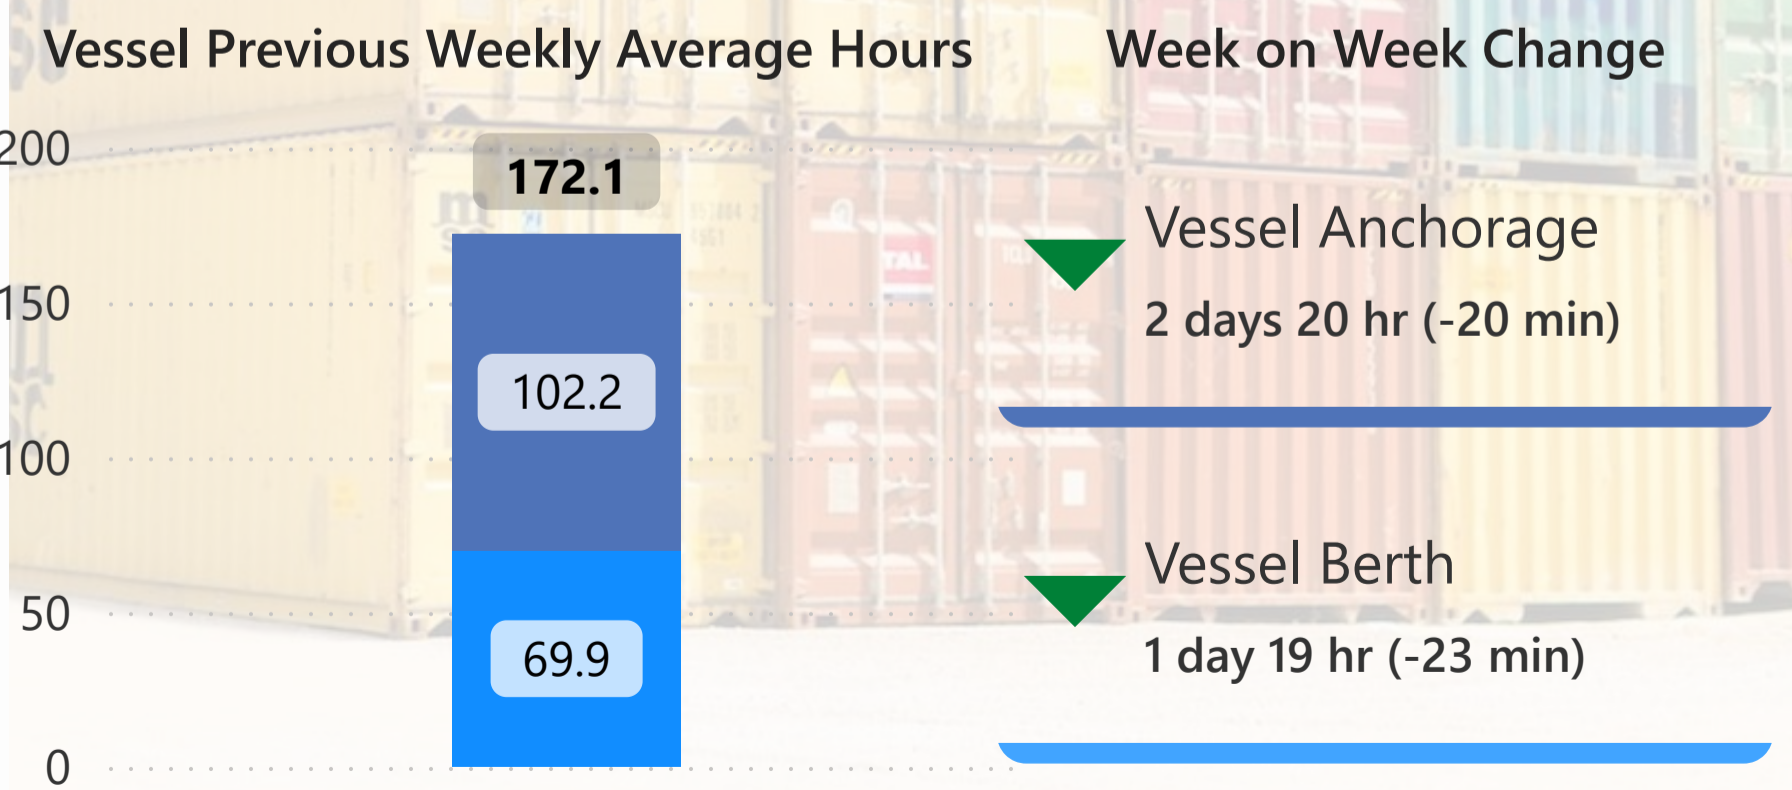 Vessel Previous Weekly Average Hours
Week on Week Change
200
172.1
150
102.2
100
50
69.9
0
Vessel Anchorage
2 days 20 hr (-20 min)
Vessel Berth
1 day 19 hr (-23 min)
TAL